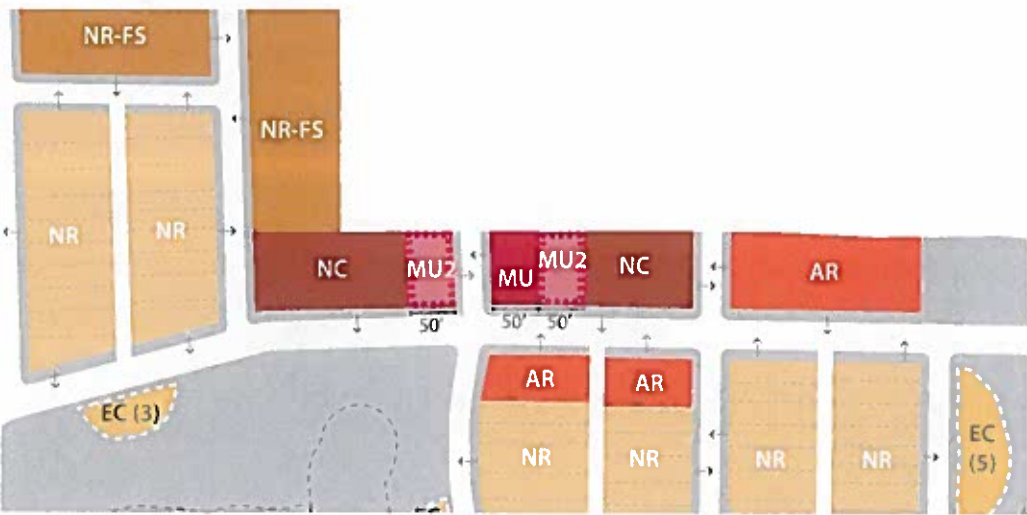 NR-FS
NR-FS
NR
NR
NC
MU2
MU
MU2
NC
AR
50'
50'
50'
AR
AR
EC (3)
NR
NR
NR
NR
EC
(5)